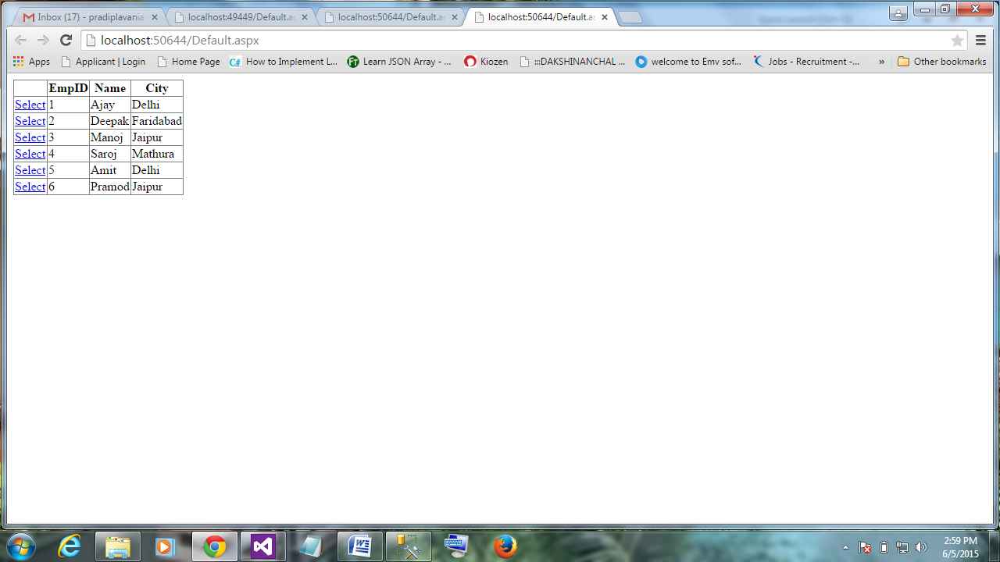 Inbox (17) - pradiplavania
localhost:49449/Default.as
localhost:50644/Default.as
localhost:50644/Default.as
localhost:50644/Default.aspx
Apps
Applicant | Login
Home Page
C# How to Implement L...
Learn JSON Array - ...
Kiozen
:::DAKSHINANCHAL ...
welcome to Emv sof...
Jobs - Recruitment -...
»
Other bookmarks
EmpID Name City
Select 1 Ajay Delhi
Select 2 Deepak Faridabad
Select 3 Manoj Jaipur
Select 4 Saroj Mathura
Select 5 Amit Delhi
Select 6 Pramod Jaipur
2:59 PM
6/5/2015